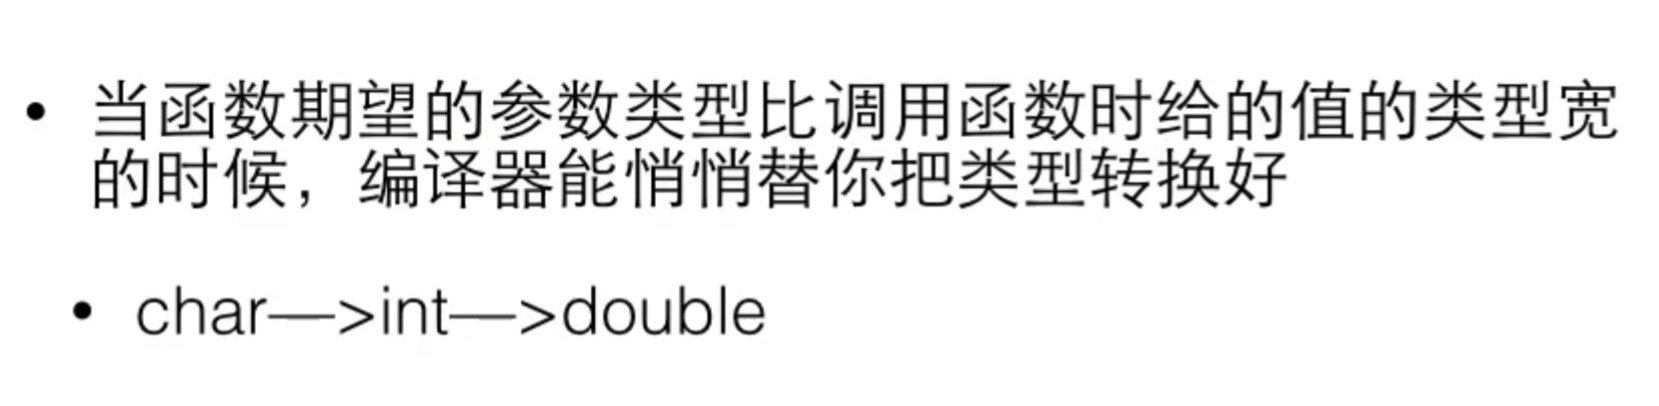 • 当函数期望的参数类型比调用函数时给的值的类型宽
的时候，编译器能悄悄替你把类型转换好
• char—>int—>double